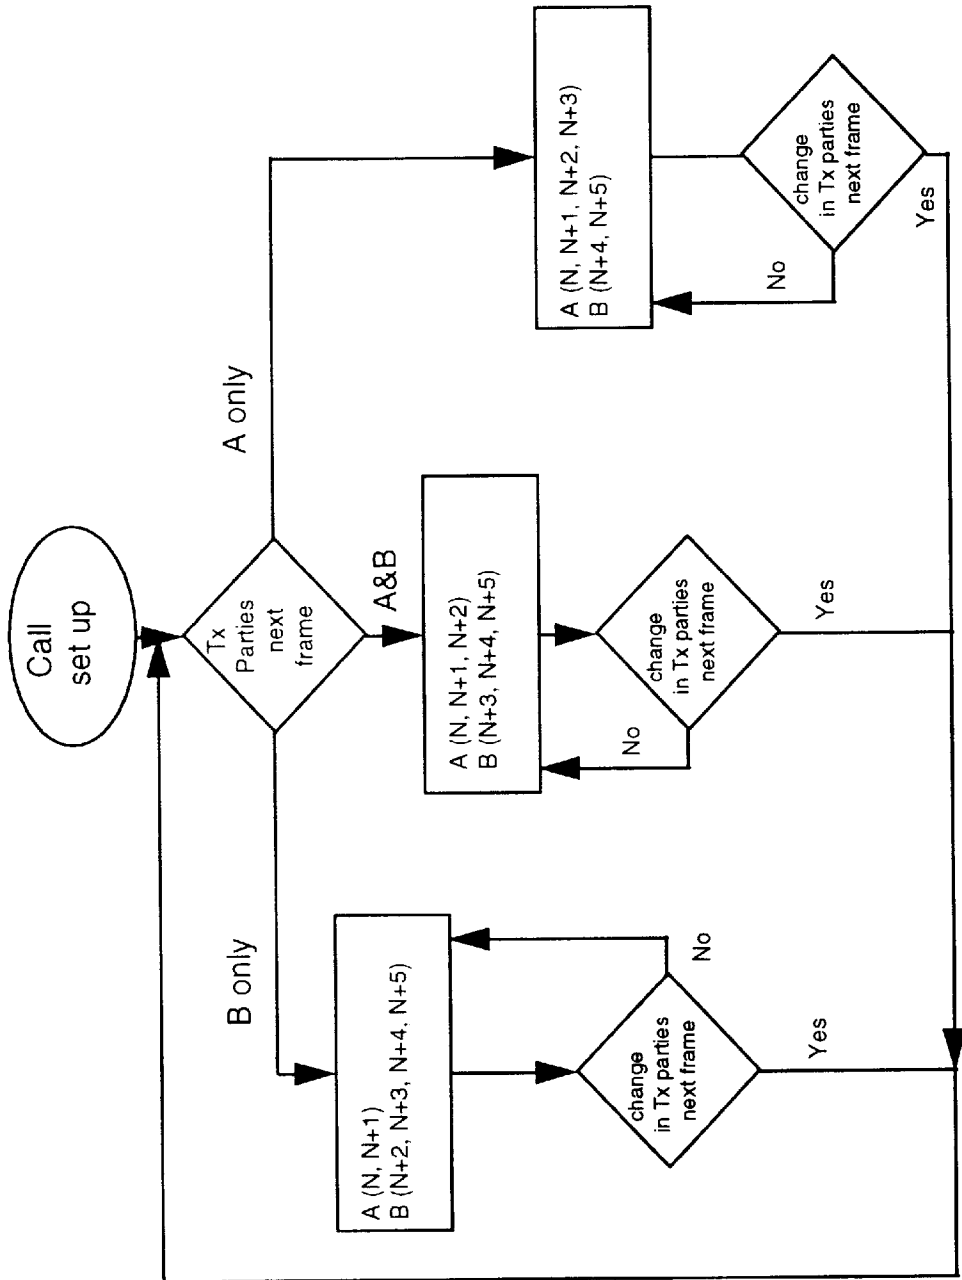 Call
set up
Tx
Parties
next
frame
B only
A&B
A only
A (N, N+1)
B (N+2, N+3, N+4, N+5)
A (N, N+1, N+2)
B (N+3, N+4, N+5)
A (N, N+1, N+2, N+3)
B (N+4, N+5)
change
in Tx parties
next frame
No
Yes
change
in Tx parties
next frame
No
Yes
change
in Tx parties
next frame
No
Yes